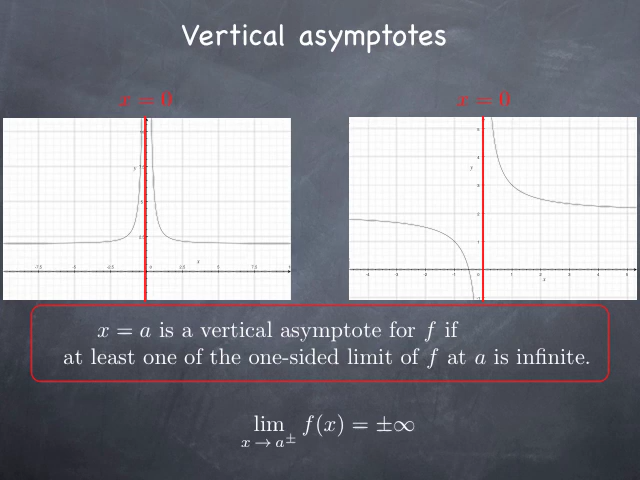 Vertical asymptotes
x = 0
x = 0
x = a is a vertical asymptote for f if
at least one of the one-sided limit of f at a is infinite.
lim f(x) = ±∞
x → a±